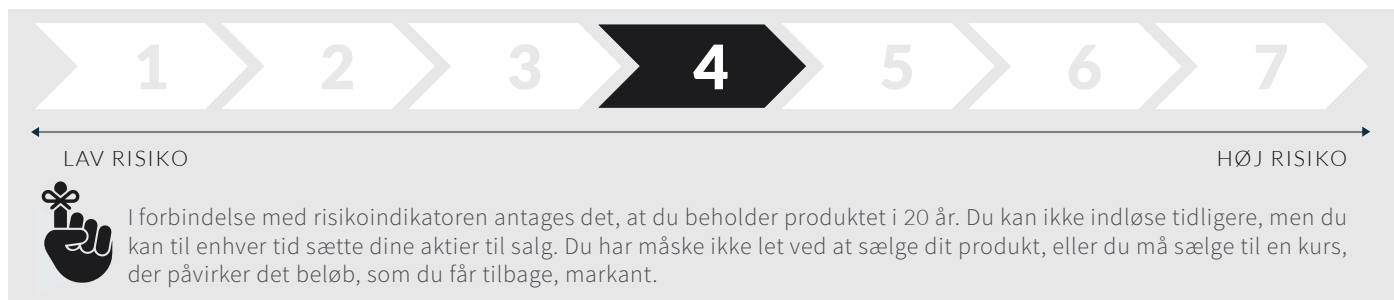 1 2 3 4 5 6 7
LAV RISIKO HØJ RISIKO
I forbindelse med risikoindikatoren antages det, at du beholder produktet i 20 år. Du kan ikke indløse tidligere, men du
kan til enhver tid sætte dine aktier til salg. Du har måske ikke let ved at sælge dit produkt, eller du må sælge til en kurs,
der påvirker det beløb, som du får tilbage, markant.